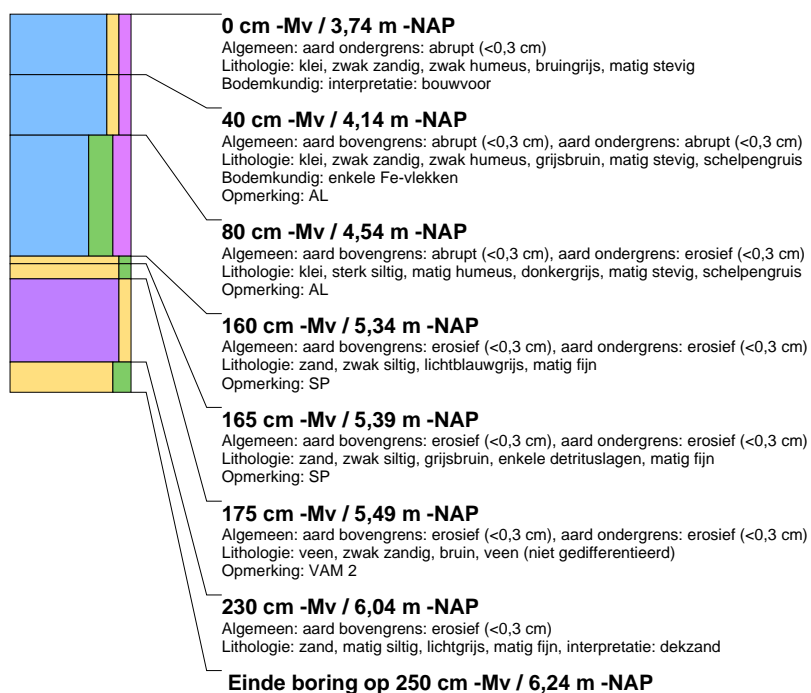 0 cm -Mv / 3,74 m -NAP
Algemeen: aard ondergrens: abrupt (<0,3 cm)
Lithologie: klei, zwak zandig, zwak humeus, bruingrijs, matig stevig
Bodemkundig: interpretatie: bouwvoor
40 cm -Mv / 4,14 m -NAP
Algemeen: aard bovengrens: abrupt (<0,3 cm), aard ondergrens: abrupt (<0,3 cm)
Lithologie: klei, zwak zandig, zwak humeus, grijsbruin, matig stevig, schelpengruis
Bodemkundig: enkele Fe-vlekken
Opmerking: AL
80 cm -Mv / 4,54 m -NAP
Algemeen: aard bovengrens: abrupt (<0,3 cm), aard ondergrens: erosief (<0,3 cm)
Lithologie: klei, sterk siltig, matig humeus, donkergrijs, matig stevig, schelpengruis
Opmerking: AL
160 cm -Mv / 5,34 m -NAP
Algemeen: aard bovengrens: erosief (<0,3 cm), aard ondergrens: erosief (<0,3 cm)
Lithologie: zand, zwak siltig, lichtblauwgrijs, matig fijn
Opmerking: SP
165 cm -Mv / 5,39 m -NAP
Algemeen: aard bovengrens: erosief (<0,3 cm), aard ondergrens: erosief (<0,3 cm)
Lithologie: zand, zwak siltig, grijsbruin, enkele detrituslagen, matig fijn
Opmerking: SP
175 cm -Mv / 5,49 m -NAP
Algemeen: aard bovengrens: erosief (<0,3 cm), aard ondergrens: erosief (<0,3 cm)
Lithologie: veen, zwak zandig, bruin, veen (niet gedifferentieerd)
Opmerking: VAM 2
230 cm -Mv / 6,04 m -NAP
Algemeen: aard bovengrens: erosief (<0,3 cm)
Lithologie: zand, matig siltig, lichtgrijs, matig fijn, interpretatie: dekzand
Einde boring op 250 cm -Mv / 6,24 m -NAP